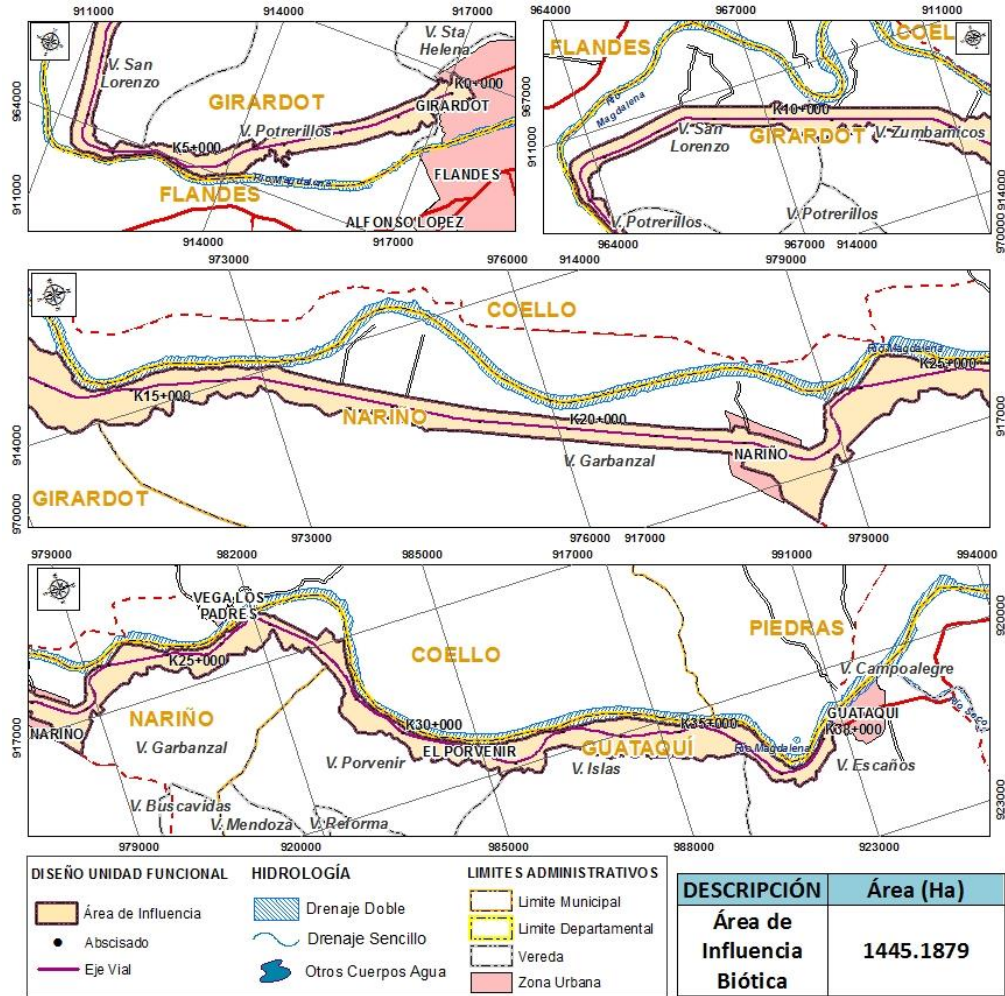 911000
914000
917000
V. Sta
Helena
V. San
Lorenzo
GIRARDOT
K0+000
GIRARDOT
964000
967000
V. Potrerillos
K5+000
Río Magdalena
911000
FLANDES
FLANDES
ALFONSO LOPEZ
914000
917000
964000
967000
911000
FLANDES
COEL
Río
Magdalena
K10+000
V. San
Lorenzo
GIRARDOT
V. Zumbamicos
911000
914000
V. Potrerillos
V. Potrerillos
964000
967000
914000
970000
973000
976000
914000
979000
COELLO
Río Magdalena
K25+000
K15+000
NARIÑO
K20+000
917000
914000
V. Garbanzal
NARIÑO
GIRARDOT
970000
973000
976000
917000
979000
979000
982000
985000
917000
991000
994000
VEGA LOS
PADRES
PIEDRAS
920000
K25+000
COELLO
V. Campoalegre
NARIÑO
GUATAQUI
Río Seco
NARIÑO
K30+000
K35+000
K38+000
917000
V. Garbanzal
EL PORVENIR
GUATAQUÍ
Río Magdalena
V. Porvenir
V. Islas
V. Escaños
V. Buscavidas
V. Mendoza
V. Reforma
923000
979000
920000
985000
988000
923000
DISEÑO UNIDAD FUNCIONAL
Área de Influencia
Abscisado
Eje Vial
HIDROLOGÍA
Drenaje Doble
Drenaje Sencillo
Otros Cuerpos Agua
LIMITES ADMINISTRATIVOS
Limite Municipal
Limite Departamental
Vereda
Zona Urbana
DESCRIPCIÓN
Área (Ha)
Área de
Influencia
Biótica
1445.1879